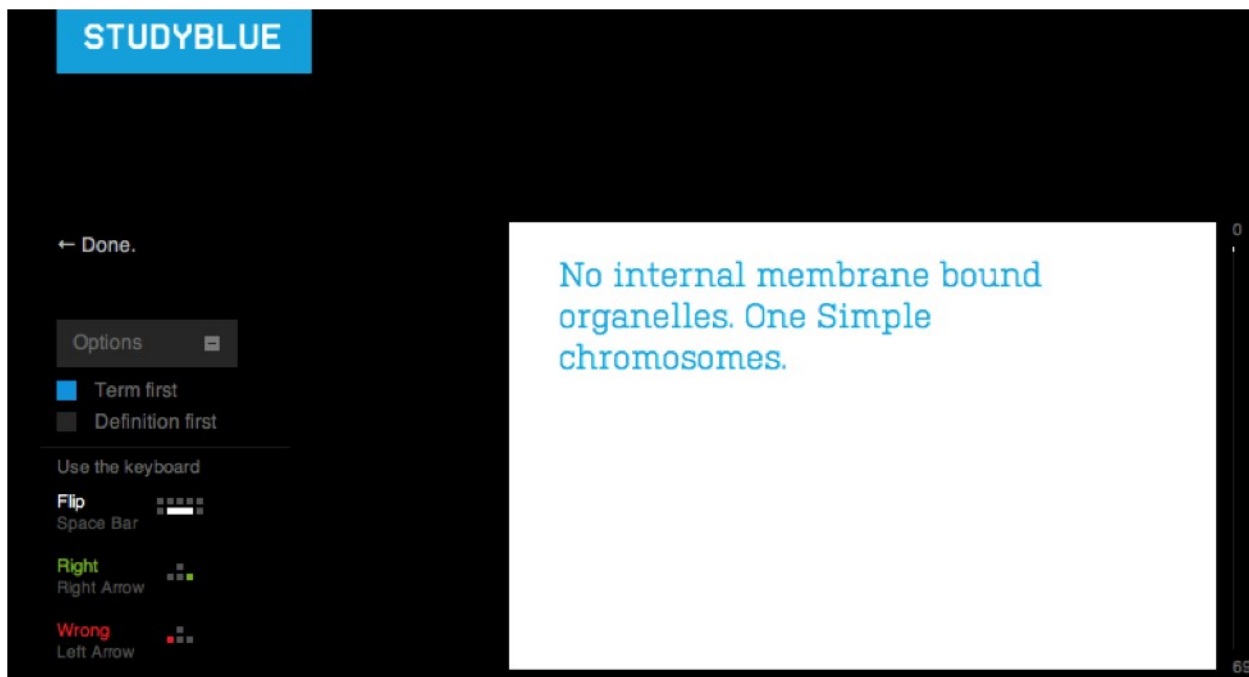 STUDYBLUE
← Done.
Options
Term first
Definition first
Use the keyboard
Flip
Space Bar
Right
Right Arrow
Wrong
Left Arrow
No internal membrane bound
organelles. One Simple
chromosomes.
0
69